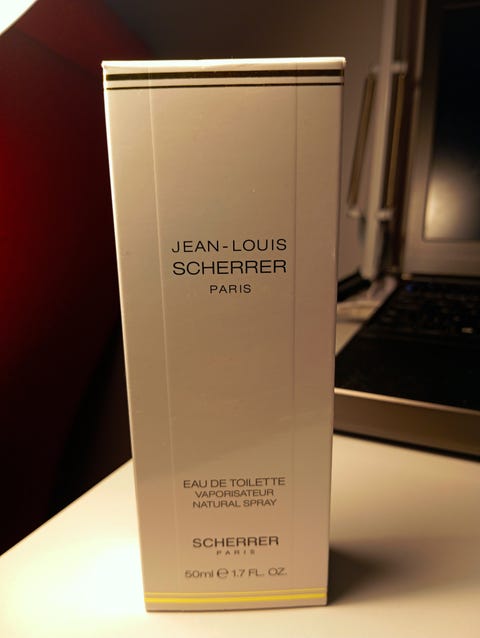 JEAN-LOUIS
SCHERRER
PARIS
EAU DE TOILETTE
VAPORISATEUR
NATURAL SPRAY
SCHERRER
PARIS
50ml ℮ 1.7 FL. OZ.